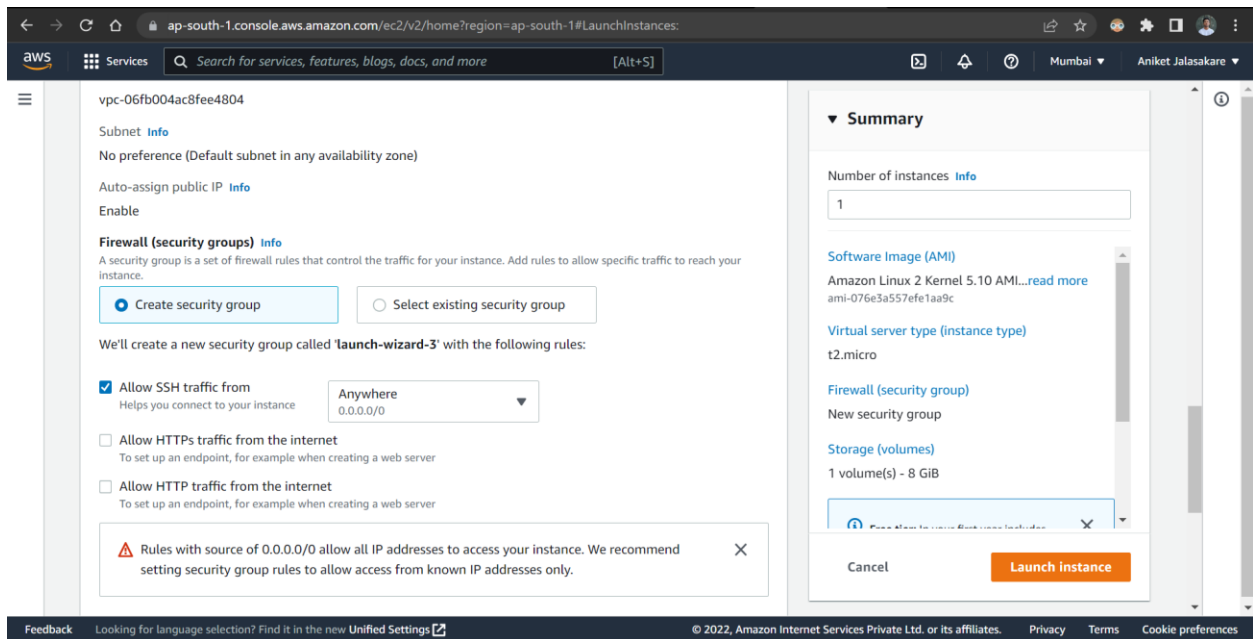 ap-south-1.console.aws.amazon.com/ec2/v2/home?region=ap-south-1#LaunchInstances:
aws
Services
Search for services, features, blogs, docs, and more
[Alt+S]
Mumbai ▼
Aniket Jalasakare ▼
vpc-06fb004ac8fee4804
Subnet Info
No preference (Default subnet in any availability zone)
Auto-assign public IP Info
Enable
Firewall (security groups) Info
A security group is a set of firewall rules that control the traffic for your instance. Add rules to allow specific traffic to reach your
instance.
Create security group
Select existing security group
We'll create a new security group called 'launch-wizard-3' with the following rules:
Allow SSH traffic from
Helps you connect to your instance
Anywhere
0.0.0.0/0
Allow HTTPs traffic from the internet
To set up an endpoint, for example when creating a web server
Allow HTTP traffic from the internet
To set up an endpoint, for example when creating a web server
Rules with source of 0.0.0.0/0 allow all IP addresses to access your instance. We recommend
setting security group rules to allow access from known IP addresses only.
▼ Summary
Number of instances Info
1
Software Image (AMI)
Amazon Linux 2 Kernel 5.10 AMI...read more
ami-076e3a557efe1aa9c
Virtual server type (instance type)
t2.micro
Firewall (security group)
New security group
Storage (volumes)
1 volume(s) - 8 GiB
Free tier: In your first year includes
Cancel
Launch instance
Feedback
Looking for language selection? Find it in the new Unified Settings
© 2022, Amazon Internet Services Private Ltd. or its affiliates.
Privacy
Terms
Cookie preferences